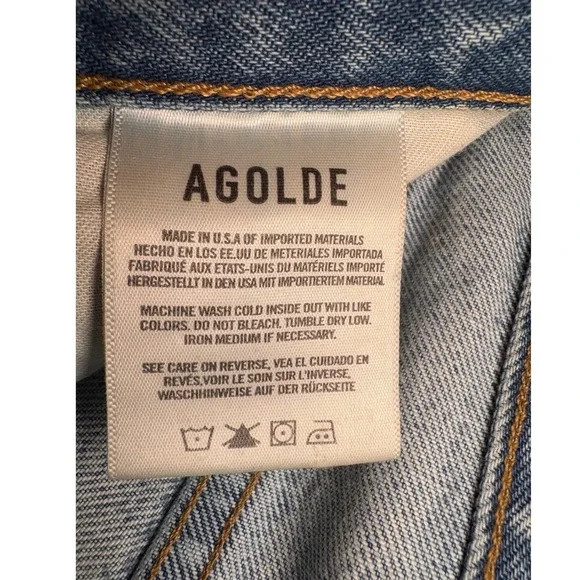 AGOLDE
MADE IN U.S.A OF IMPORTED MATERIALS
HECHO EN LOS EE.UU DE METERIALES IMPORTADA
FABRIQUÉ AUX ETATS-UNIS DU MATÉRIELS IMPORTÉ
HERGESTELLT IN DEN USA MIT IMPORTIERTEM MATERIAL
MACHINE WASH COLD INSIDE OUT WITH LIKE
COLORS. DO NOT BLEACH, TUMBLE DRY LOW.
IRON MEDIUM IF NECESSARY.
SEE CARE ON REVERSE, VEA EL CUIDADO EN
REVÉS,VOIR LE SOIN SUR L'INVERSE,
WASCHHINWEISE AUF DER RÜCKSEITE